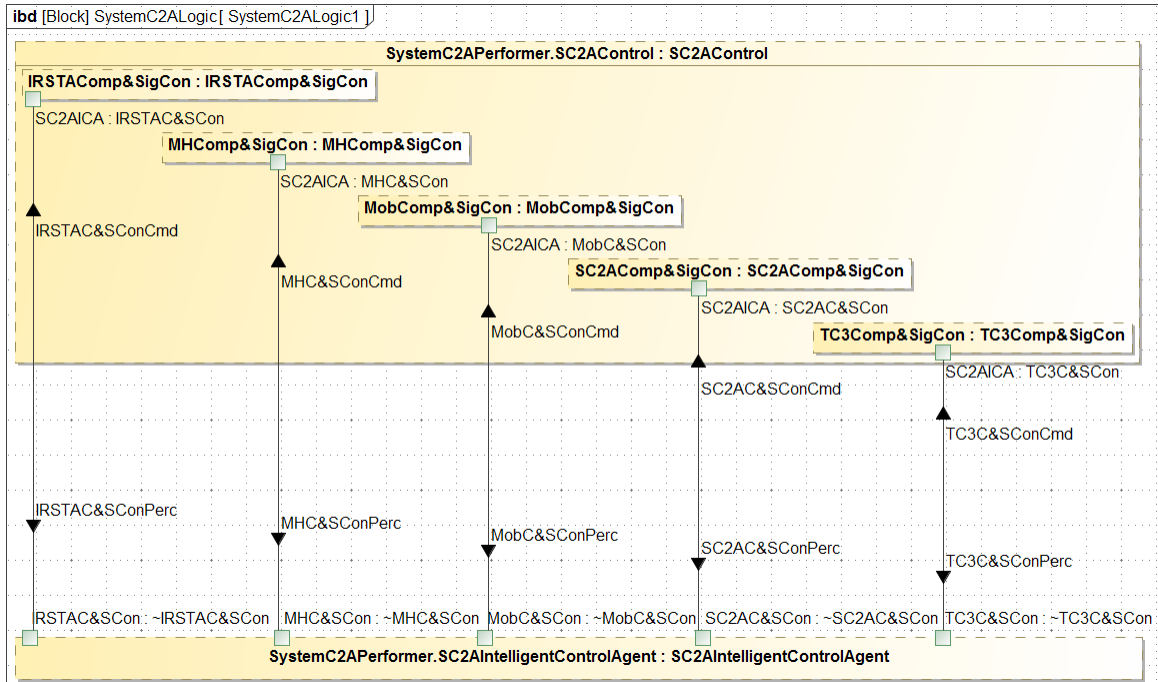 ibd [Block] SystemC2ALogic[ SystemC2ALogic1 ]
SystemC2APerformer.SC2AControl : SC2AControl
IRSTAComp&SigCon : IRSTAComp&SigCon
SC2AICA : IRSTAC&SCon
MHComp&SigCon : MHComp&SigCon
SC2AICA : MHC&SCon
MobComp&SigCon : MobComp&SigCon
IRSTAC&SConCmd
SC2AICA : MobC&SCon
SC2AComp&SigCon : SC2AComp&SigCon
MHC&SConCmd
SC2AICA : SC2AC&SCon
MobC&SConCmd
TC3Comp&SigCon : TC3Comp&SigCon
SC2AICA : TC3C&SCon
SC2AC&SConCmd
TC3C&SConCmd
IRSTAC&SConPerc
MHC&SConPerc
MobC&SConPerc
SC2AC&SConPerc
TC3C&SConPerc
IRSTAC&SCon : ~IRSTAC&SCon
MHC&SCon : ~MHC&SCon
MobC&SCon : ~MobC&SCon
SC2AC&SCon : ~SC2AC&SCon
TC3C&SCon : ~TC3C&SCon
SystemC2APerformer.SC2AIntelligentControlAgent : SC2AIntelligentControlAgent